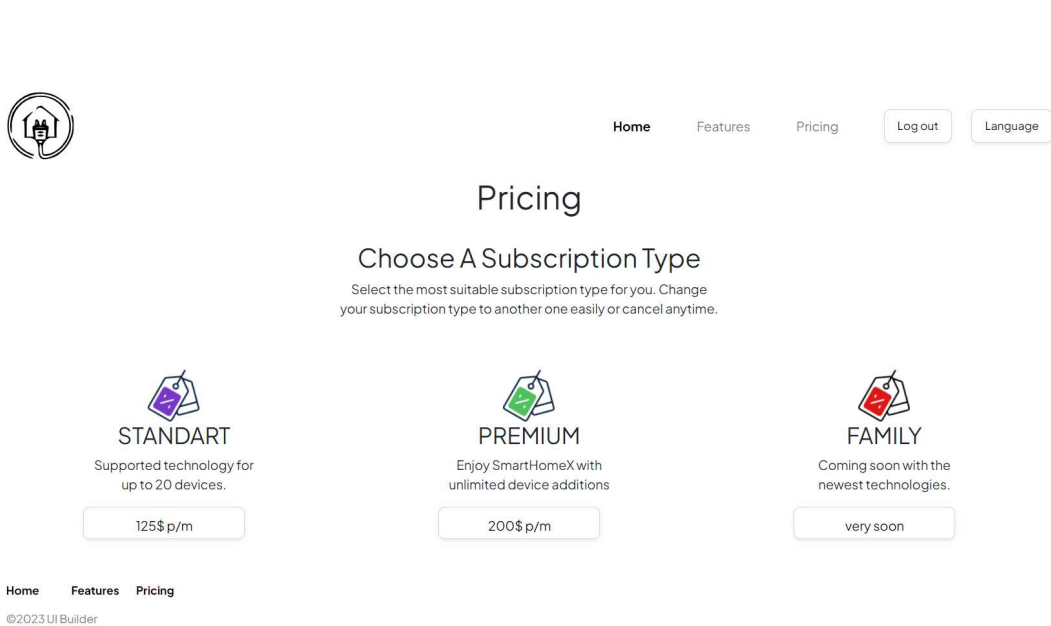 Home Features Pricing Log out Language
Pricing
Choose A Subscription Type
Select the most suitable subscription type for you. Change
your subscription type to another one easily or cancel anytime.
STANDART
Supported technology for
up to 20 devices.
125$ p/m
PREMIUM
Enjoy SmartHomeX with
unlimited device additions
200$ p/m
FAMILY
Coming soon with the
newest technologies.
very soon
Home Features Pricing
©2023 UI Builder